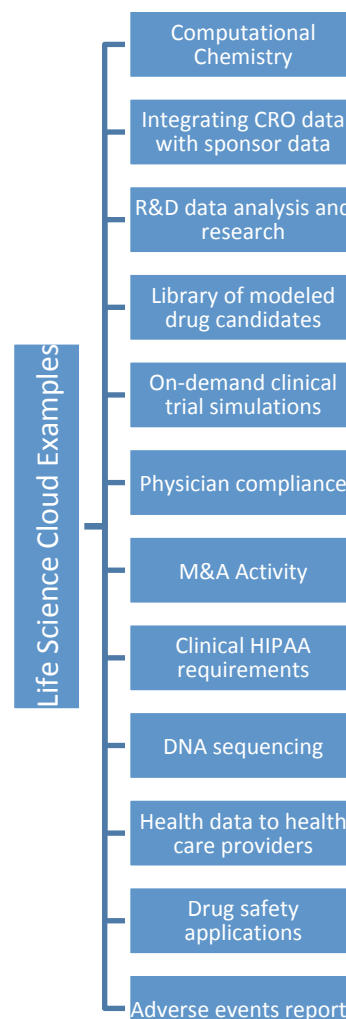 Life Science Cloud Examples
Computational
Chemistry
Integrating CRO data
with sponsor data
R&D data analysis and
research
Library of modeled
drug candidates
On-demand clinical
trial simulations
Physician compliance
M&A Activity
Clinical HIPAA
requirements
DNA sequencing
Health data to health
care providers
Drug safety
applications
Adverse events report